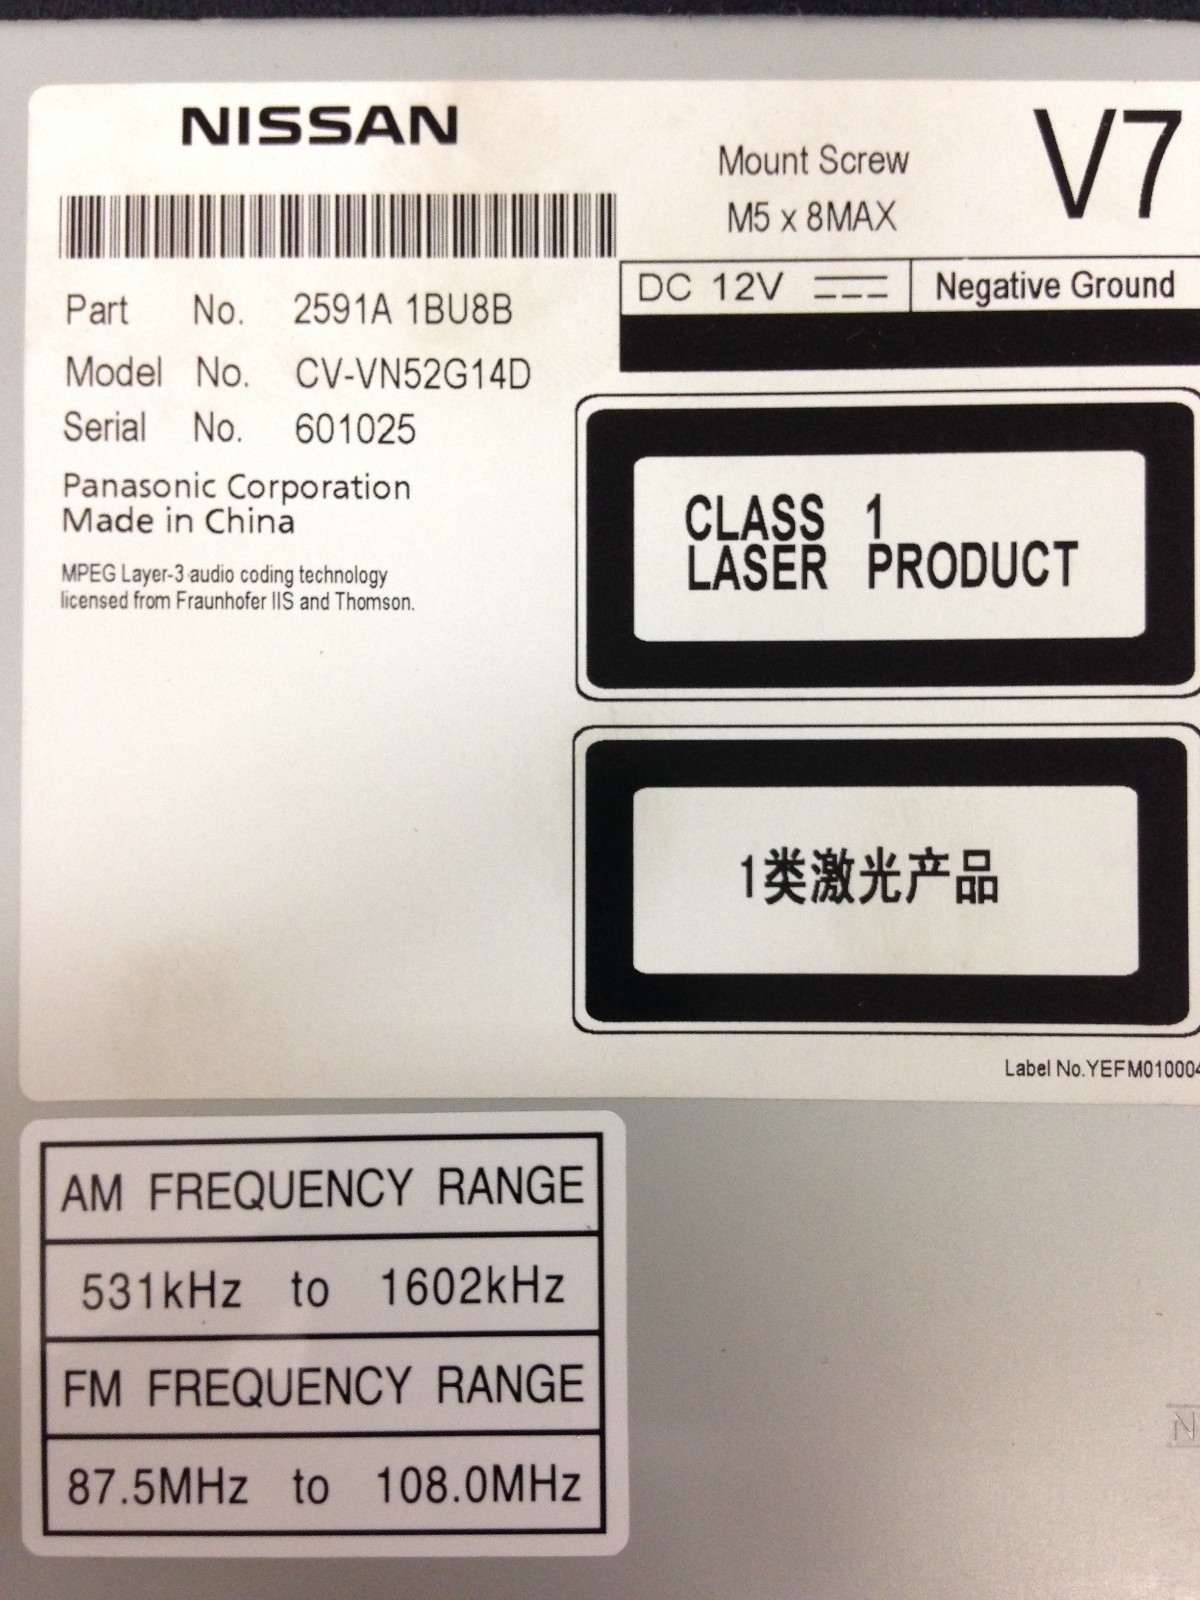 NISSAN
Mount Screw
M5 x 8MAX
V7
DC 12V
Negative Ground
Part No. 2591A 1BU8B
Model No. CV-VN52G14D
Serial No. 601025
Panasonic Corporation
Made in China
MPEG Layer-3 audio coding technology
licensed from Fraunhofer IIS and Thomson.
CLASS 1
LASER PRODUCT
1类激光产品
Label No.YEFM010004
AM FREQUENCY RANGE
531kHz to 1602kHz
FM FREQUENCY RANGE
87.5MHz to 108.0MHz
N